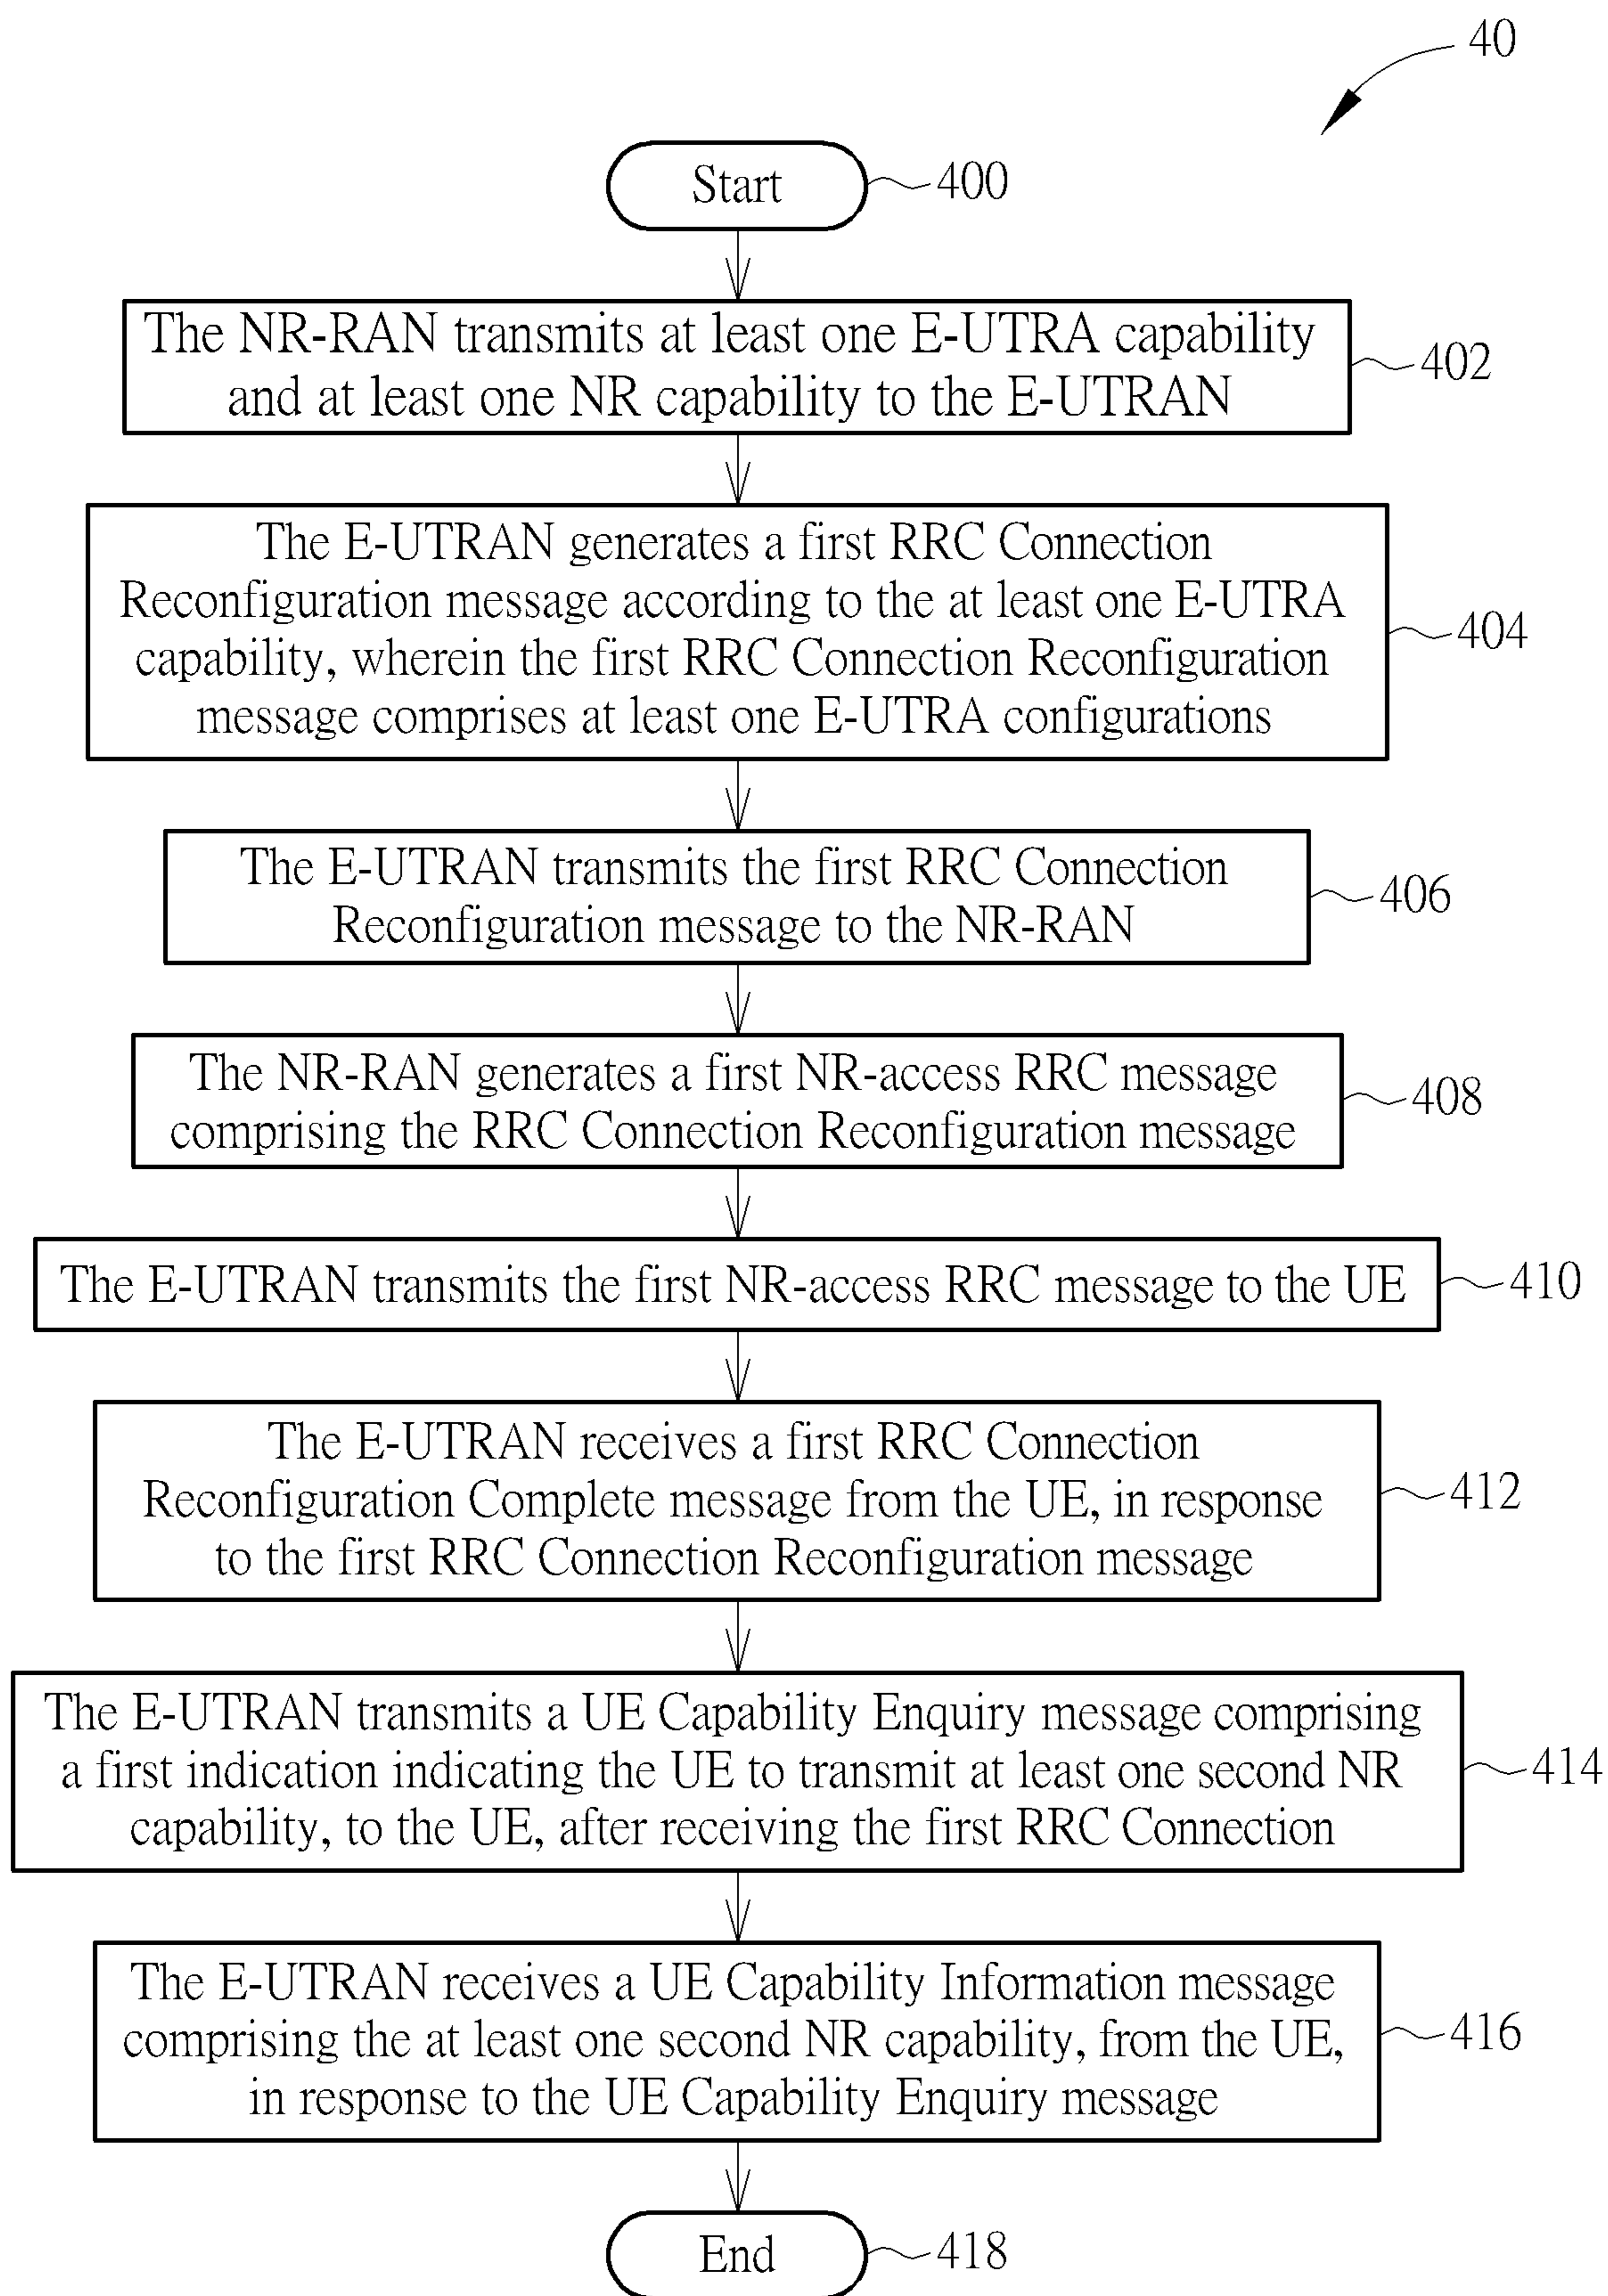 40
Start
400
The NR-RAN transmits at least one E-UTRA capability
and at least one NR capability to the E-UTRAN
402
The E-UTRAN generates a first RRC Connection
Reconfiguration message according to the at least one E-UTRA
capability, wherein the first RRC Connection Reconfiguration
message comprises at least one E-UTRA configurations
404
The E-UTRAN transmits the first RRC Connection
Reconfiguration message to the NR-RAN
406
The NR-RAN generates a first NR-access RRC message
comprising the RRC Connection Reconfiguration message
408
The E-UTRAN transmits the first NR-access RRC message to the UE
410
The E-UTRAN receives a first RRC Connection
Reconfiguration Complete message from the UE, in response
to the first RRC Connection Reconfiguration message
412
The E-UTRAN transmits a UE Capability Enquiry message comprising
a first indication indicating the UE to transmit at least one second NR
capability, to the UE, after receiving the first RRC Connection
414
The E-UTRAN receives a UE Capability Information message
comprising the at least one second NR capability, from the UE,
in response to the UE Capability Enquiry message
416
End
418